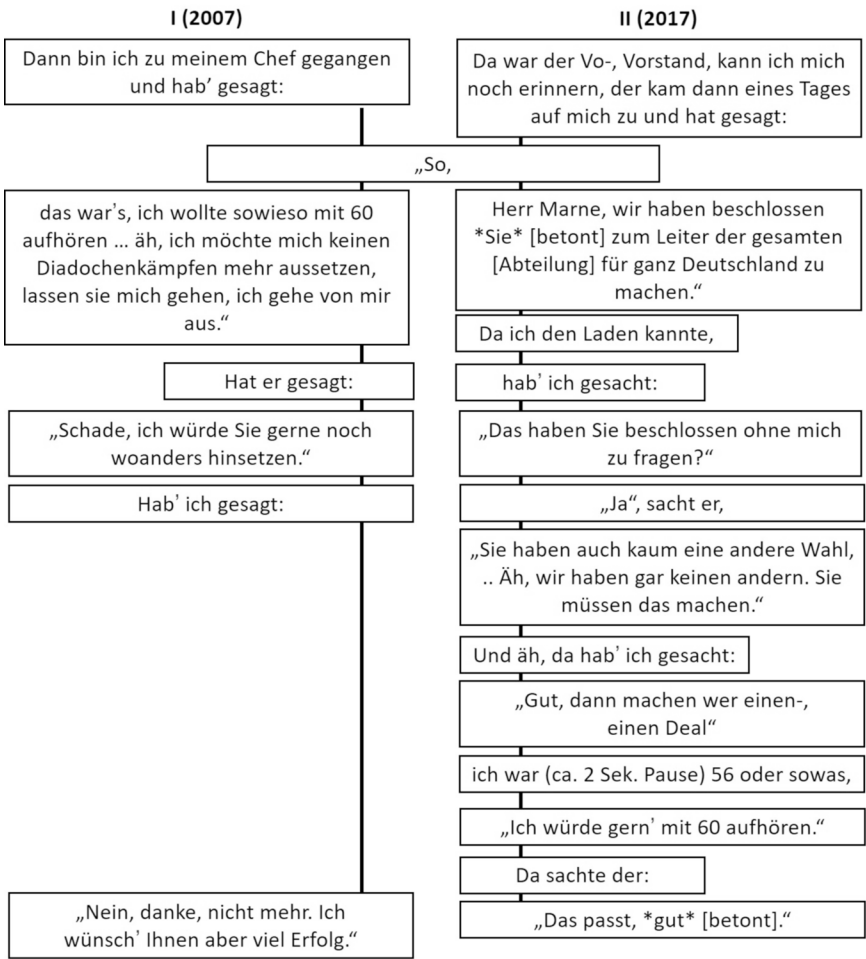 I (2007)
Dann bin ich zu meinem Chef gegangen
und hab’ gesagt:
II (2017)
Da war der Vo-, Vorstand, kann ich mich
noch erinnern, der kam dann eines Tages
auf mich zu und hat gesagt:
„So,
das war’s, ich wollte sowieso mit 60
aufhören … äh, ich möchte mich keinen
Diadochenkämpfen mehr aussetzen,
lassen sie mich gehen, ich gehe von mir
aus.“
Hat er gesagt:
„Schade, ich würde Sie gerne noch
woanders hinsetzen.“
Hab’ ich gesagt:
„Nein, danke, nicht mehr. Ich
wünsch’ Ihnen aber viel Erfolg.“
Herr Marne, wir haben beschlossen
*Sie* [betont] zum Leiter der gesamten
[Abteilung] für ganz Deutschland zu
machen.“
Da ich den Laden kannte,
hab’ ich gesacht:
„Das haben Sie beschlossen ohne mich
zu fragen?“
„Ja“, sacht er,
„Sie haben auch kaum eine andere Wahl,
.. Äh, wir haben gar keinen andern. Sie
müssen das machen.“
Und äh, da hab’ ich gesacht:
„Gut, dann machen wer einen-,
einen Deal“
ich war (ca. 2 Sek. Pause) 56 oder sowas,
„Ich würde gern’ mit 60 aufhören.“
Da sachte der:
„Das passt, *gut* [betont].“